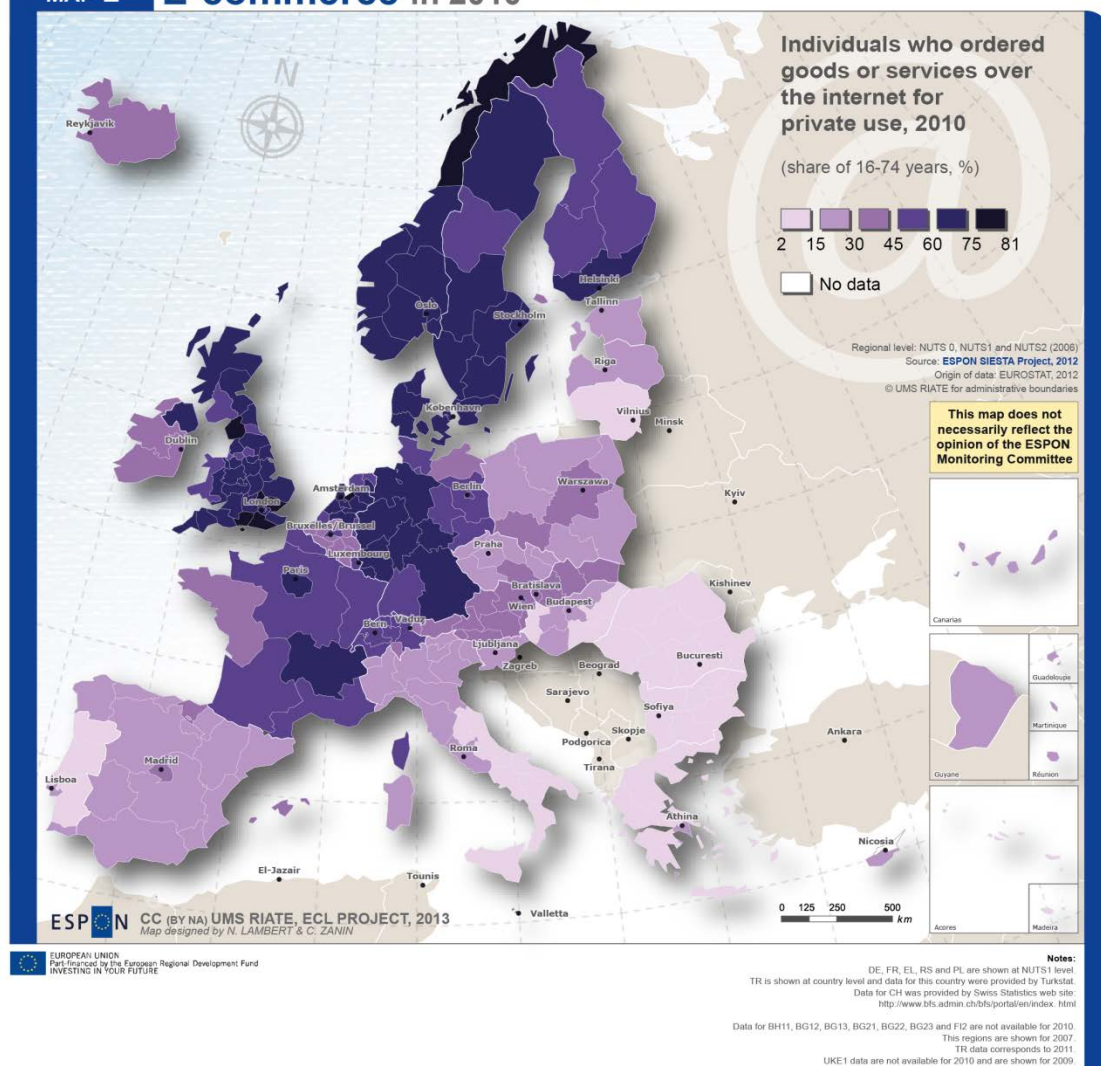 E-commerce in 2010
Individuals who ordered
goods or services over
the internet for
private use, 2010
(share of 16-74 years, %)
2 15 30 45 60 75 81
No data
Regional level: NUTS 0, NUTS1 and NUTS2 (2006)
Source: ESPON SIESTA Project, 2012
Origin of data: EUROSTAT, 2012
© UMS RIATE for administrative boundaries
This map does not
necessarily reflect the
opinion of the ESPON
Monitoring Committee
N
Reykjavik
Oslo
Helsinki
Tallinn
Stockholm
Riga
København
Vilnius
Minsk
Dublin
Amsterdam
Berlin
Warszawa
London
Bruxelles/Brussel
Kyiv
Luxembourg
Praha
Paris
Bratislava
Wien
Budapest
Kishinev
Bern
Vaduz
Ljubljana
Zagreb
Beograd
Bucuresti
Sarajevo
Sofiya
Podgorica
Skopje
Tirana
Roma
Madrid
Lisboa
Ankara
Athina
Nicosia
El-Jazair
Tounis
Valletta
Canarias
Guyane
Guadeloupe
Martinique
Réunion
Acores
Madeira
0 125 250 500
km
ESPON
CC (BY NA) UMS RIATE, ECL PROJECT, 2013
Map designed by N. LAMBERT & C. ZANIN
EUROPEAN UNION
Part-financed by the European Regional Development Fund
INVESTING IN YOUR FUTURE
Notes:
DE, FR, EL, RS and PL are shown at NUTS1 level.
TR is shown at country level and data for this country were provided by Turkstat.
Data for CH was provided by Swiss Statistics web site:
http://www.bfs.admin.ch/bfs/portal/en/index. html
Data for BH11, BG12, BG13, BG21, BG22, BG23 and FI2 are not available for 2010.
This regions are shown for 2007.
TR data corresponds to 2011.
UKE1 data are not available for 2010 and are shown for 2009.